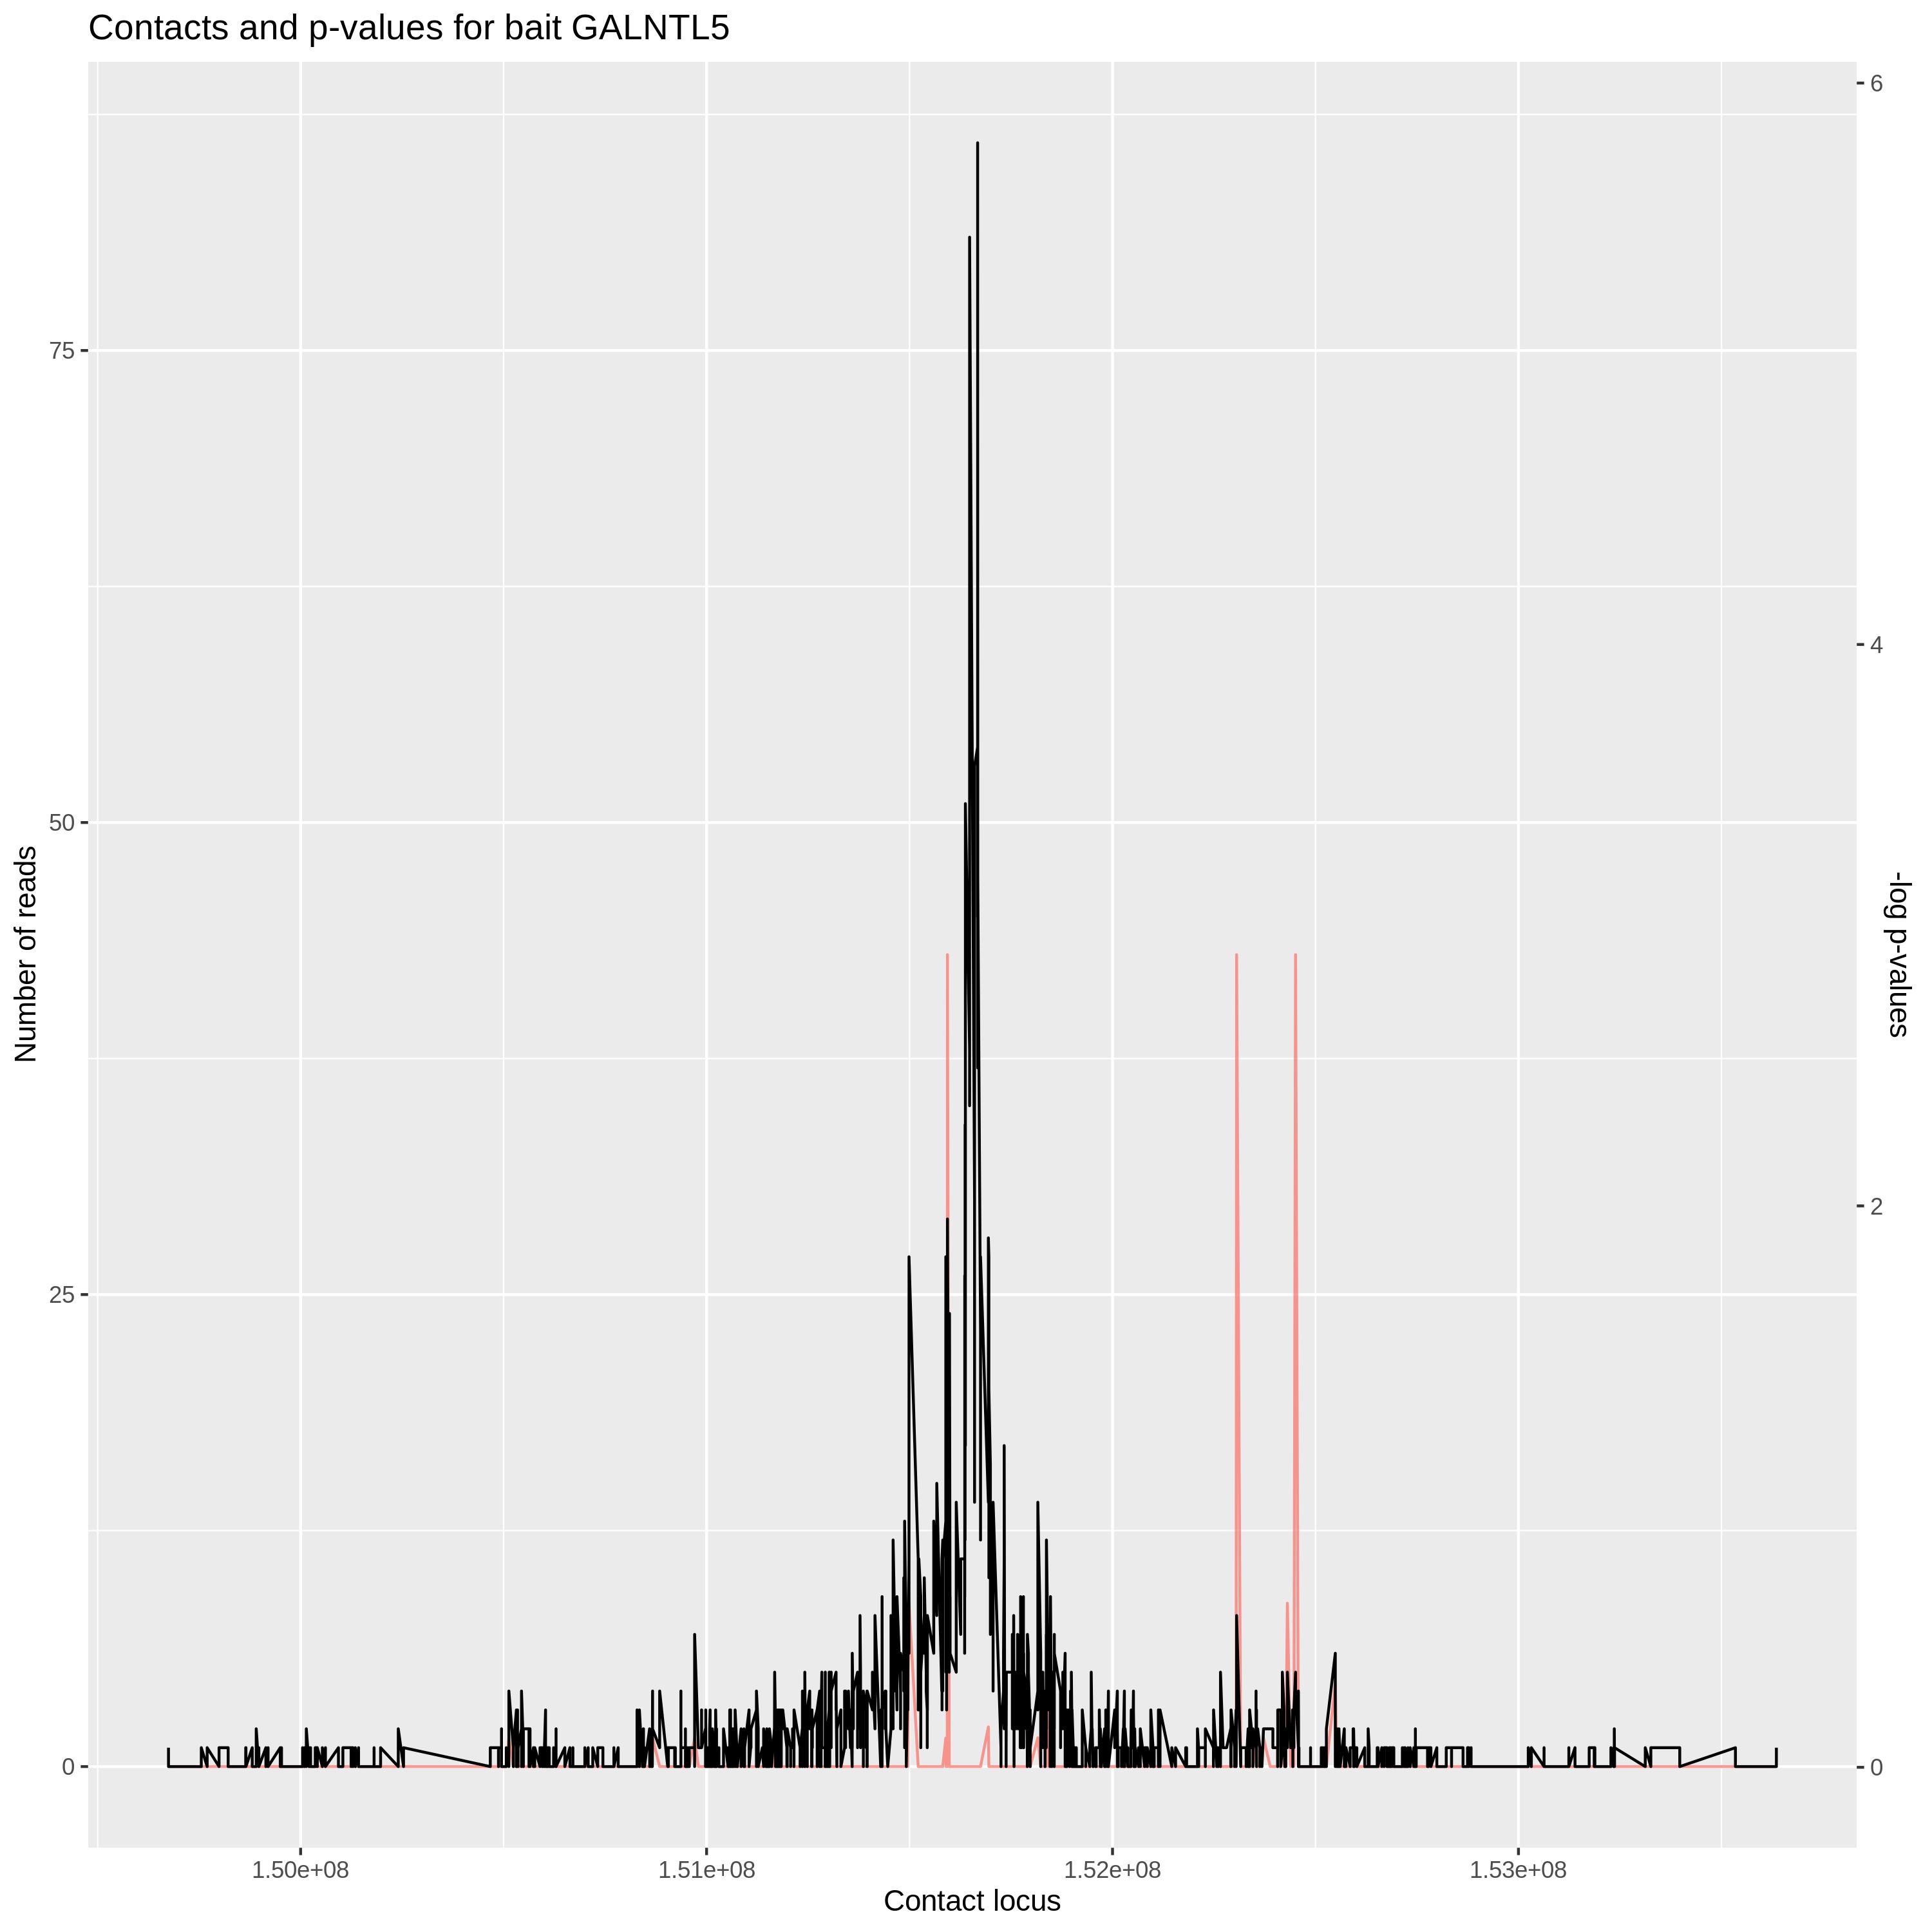 Contacts and p-values for bait GALNTL5
Number of reads
75
50
25
0
6
4
2
0
-log p-values
1.50e+08
1.51e+08
1.52e+08
1.53e+08
Contact locus